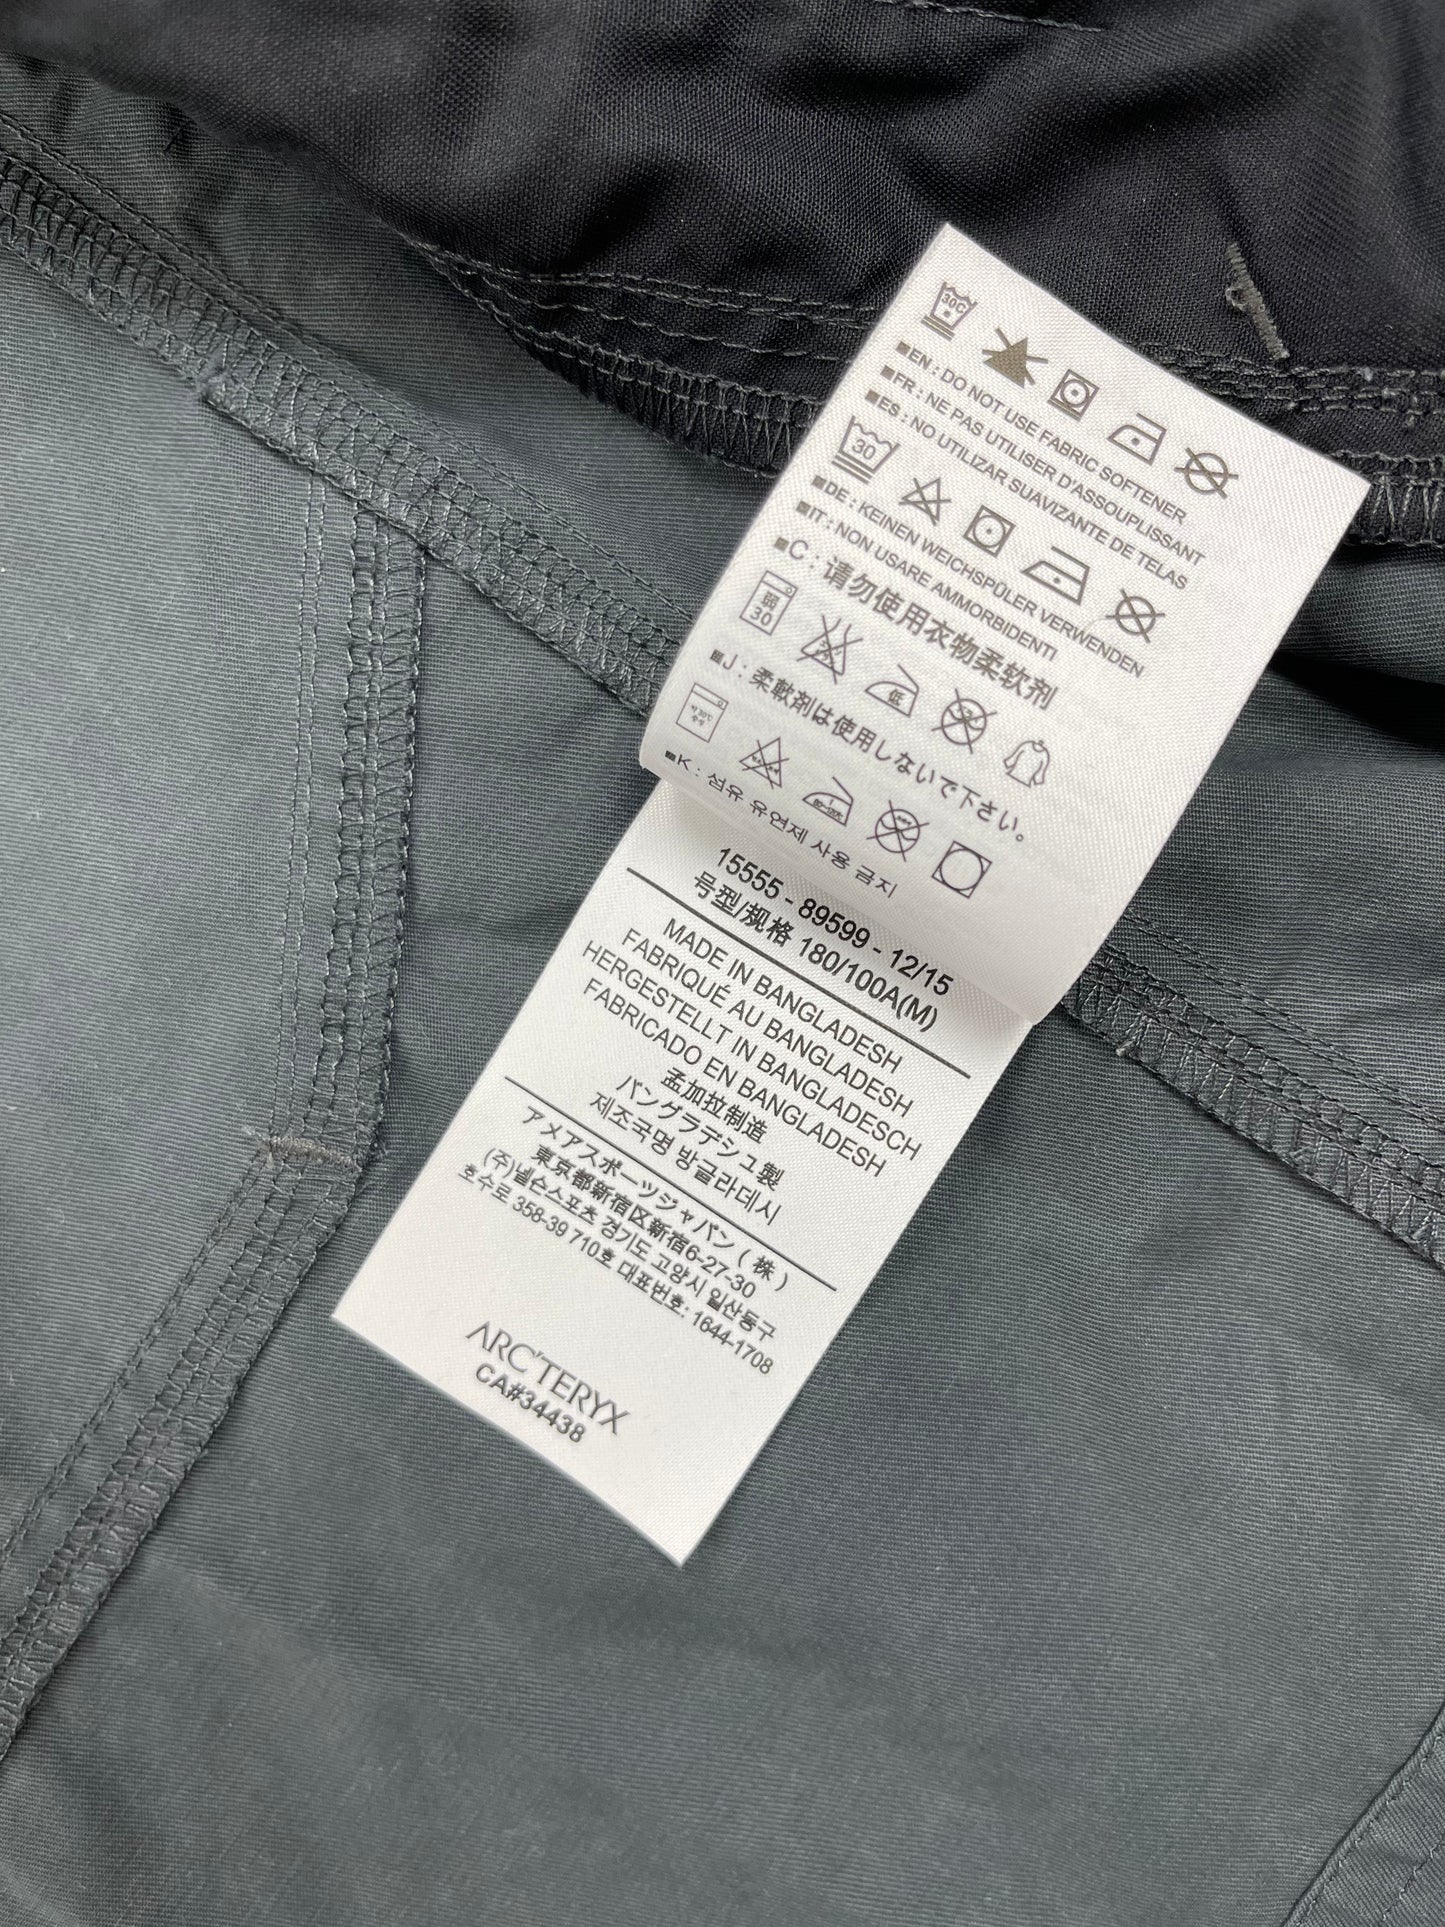 30C
■EN : DO NOT USE FABRIC SOFTENER
■FR : NE PAS UTILISER D'ASSOUPLISSANT
■ES : NO UTILIZAR SUAVIZANTE DE TELAS
30
■DE : KEINEN WEICHSPÜLER VERWENDEN
■IT : NON USARE AMMORBIDENTI
■C : 请勿使用衣物柔软剂
弱 30
低
■J : 柔軟剤は使用しないで下さい。
■K : 섬유 유연제 사용 금지
15555 - 89599 - 12/15
号型/规格 180/100A(M)
MADE IN BANGLADESH
FABRIQUÉ AU BANGLADESH
HERGESTELLT IN BANGLADESCH
FABRICADO EN BANGLADESH
孟加拉制造
バングラデシュ製
제조국명 방글라데시
アメアスポーツジャパン(株)
東京都新宿区新宿6-27-30
(주)넬슨스포츠 경기도 고양시 일산동구
호수로 358-39 710호 대표번호: 1644-1708
ARC'TERYX
CA#34438